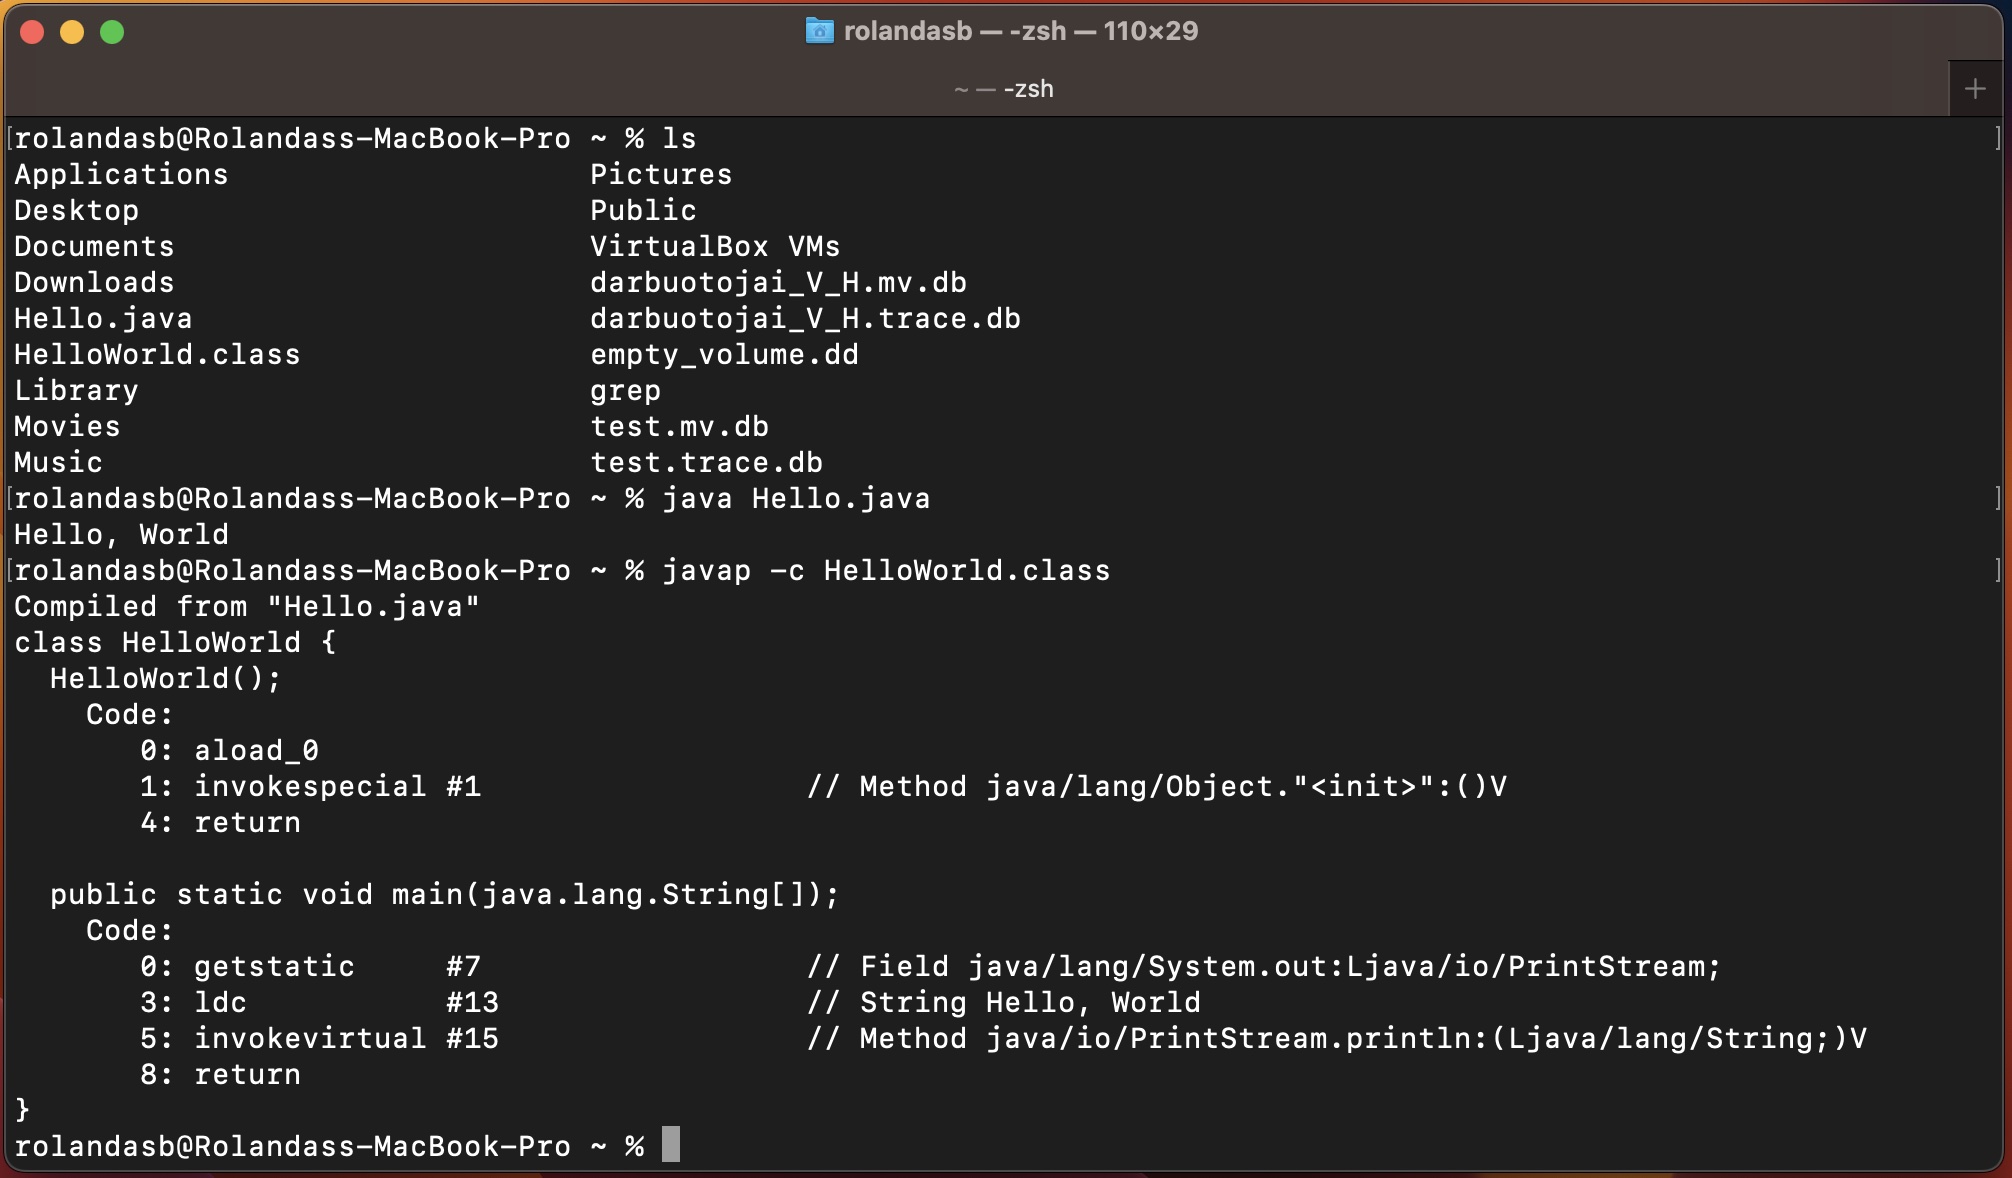 rolandasb — -zsh — 110×29
~ — -zsh
+
[rolandasb@Rolandass-MacBook-Pro ~ % ls ]
Applications Pictures
Desktop Public
Documents VirtualBox VMs
Downloads darbuotojai_V_H.mv.db
Hello.java darbuotojai_V_H.trace.db
HelloWorld.class empty_volume.dd
Library grep
Movies test.mv.db
Music test.trace.db
[rolandasb@Rolandass-MacBook-Pro ~ % java Hello.java ]
Hello, World
[rolandasb@Rolandass-MacBook-Pro ~ % javap -c HelloWorld.class ]
Compiled from "Hello.java"
class HelloWorld {
  HelloWorld();
    Code:
       0: aload_0
       1: invokespecial #1                  // Method java/lang/Object."<init>":()V
       4: return

  public static void main(java.lang.String[]);
    Code:
       0: getstatic     #7                  // Field java/lang/System.out:Ljava/io/PrintStream;
       3: ldc           #13                 // String Hello, World
       5: invokevirtual #15                 // Method java/io/PrintStream.println:(Ljava/lang/String;)V
       8: return
}
rolandasb@Rolandass-MacBook-Pro ~ %